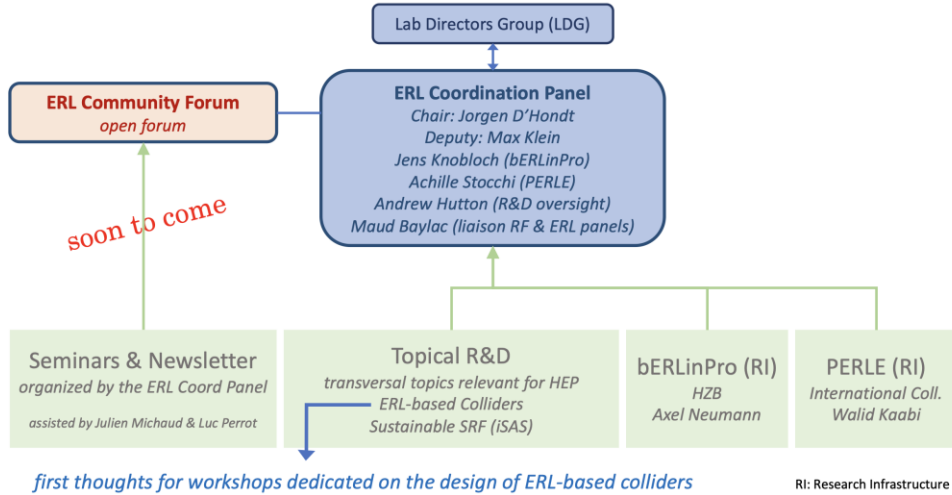 Lab Directors Group (LDG)
ERL Community Forum
open forum
ERL Coordination Panel
Chair: Jorgen D'Hondt
Deputy: Max Klein
Jens Knobloch (bERLinPro)
Achille Stocchi (PERLE)
Andrew Hutton (R&D oversight)
Maud Baylac (liaison RF & ERL panels)
soon to come
Seminars & Newsletter
organized by the ERL Coord Panel
assisted by Julien Michaud & Luc Perrot
Topical R&D
transversal topics relevant for HEP
ERL-based Colliders
Sustainable SRF (iSAS)
bERLinPro (RI)
HZB
Axel Neumann
PERLE (RI)
International Coll.
Walid Kaabi
first thoughts for workshops dedicated on the design of ERL-based colliders
RI: Research Infrastructure